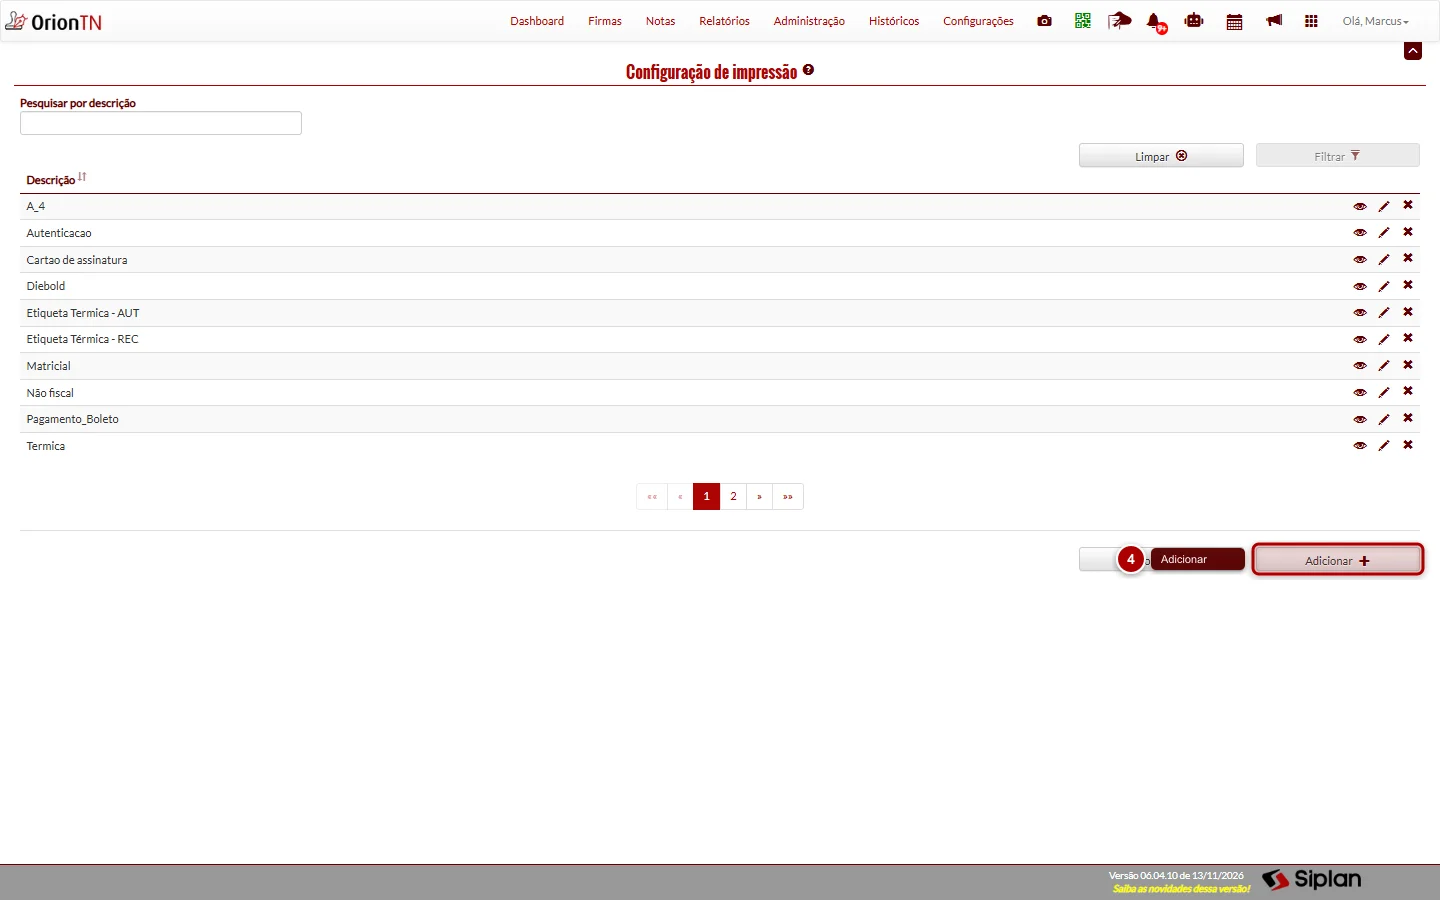 OrionTN
Dashboard Firmas Notas Relatórios Administração Históricos Configurações 9+ Olá, Marcus
Configuração de impressão
Pesquisar por descrição
Limpar Filtrar
Descrição
A_4
Autenticacao
Cartao de assinatura
Diebold
Etiqueta Termica - AUT
Etiqueta Térmica - REC
Matricial
Não fiscal
Pagamento_Boleto
Termica
«« « 1 2 » »»
4 Adicionar Adicionar
Versão 06.04.10 de 13/11/2026
Saiba as novidades dessa versão!
Siplan